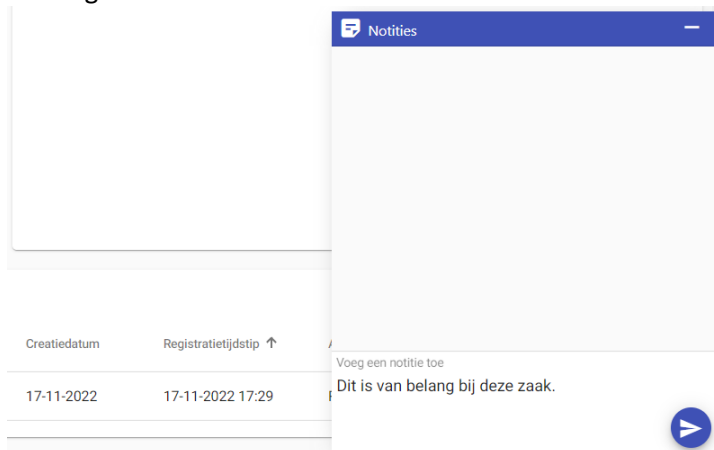 Notities
Creatiedatum
Registratietijdstip
Voeg een notitie toe
Dit is van belang bij deze zaak.
17-11-2022
17-11-2022 17:29